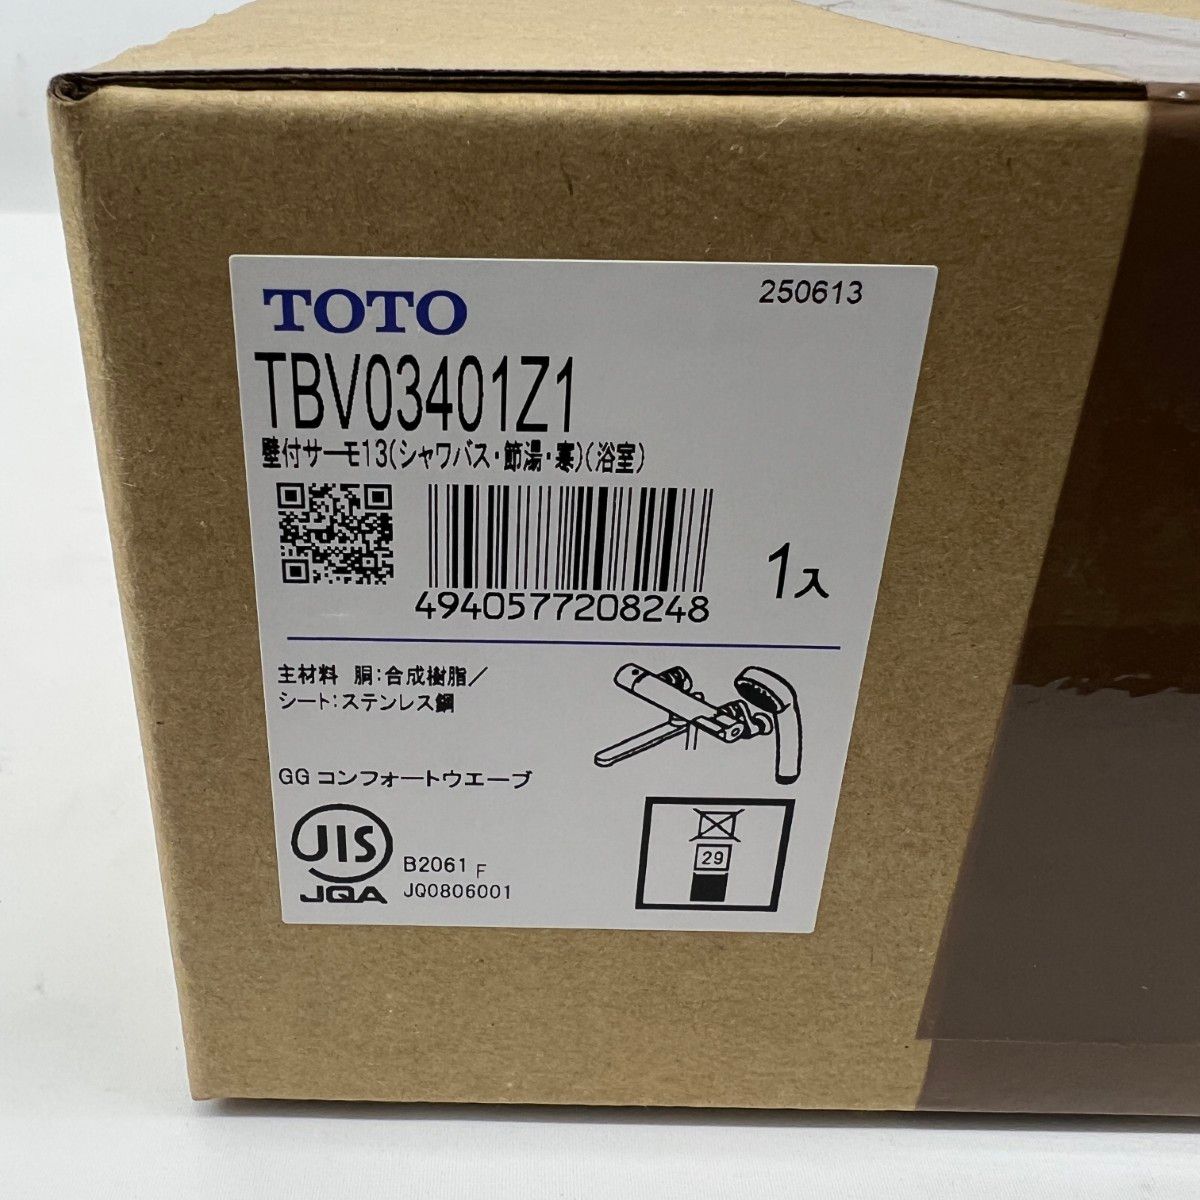 TOTO
250613
TBV03401Z1
壁付サーモ13(シャワバス・節湯・寒)(浴室)
4940577208248
1入
主材料 胴:合成樹脂/
シート:ステンレス鋼
GG コンフォートウエーブ
JIS
JQA
B2061 F
JQ0806001
29